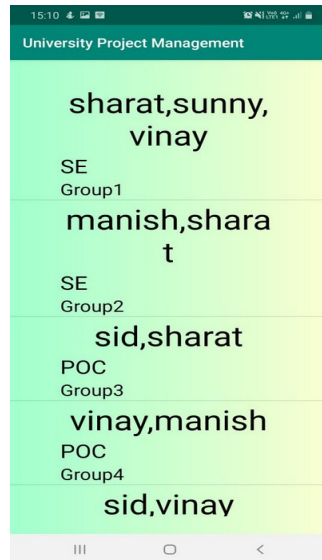 15:10
University Project Management
sharat,sunny,
vinay
SE
Group1
manish,shara
t
SE
Group2
sid,sharat
POC
Group3
vinay,manish
POC
Group4
sid,vinay